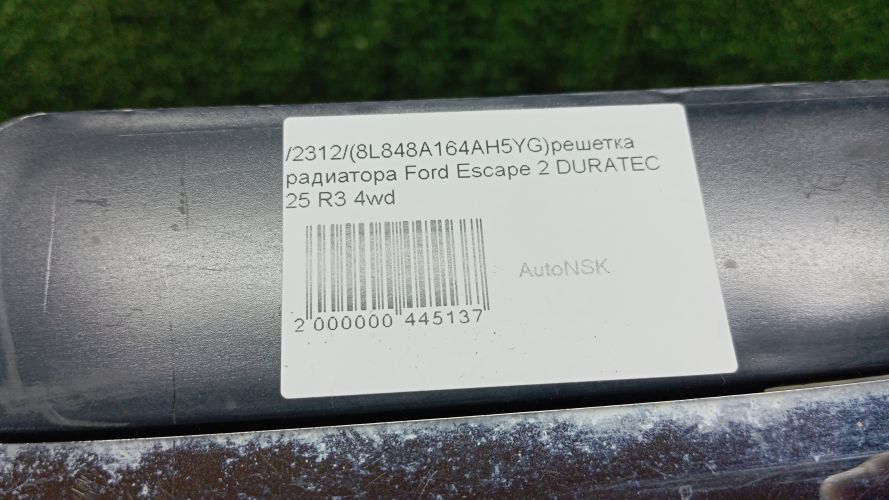 /2312/(8L848A164AH5YG)решетка
радиатора Ford Escape 2 DURATEC
25 R3 4wd
AutoNSK
2 000000 445137